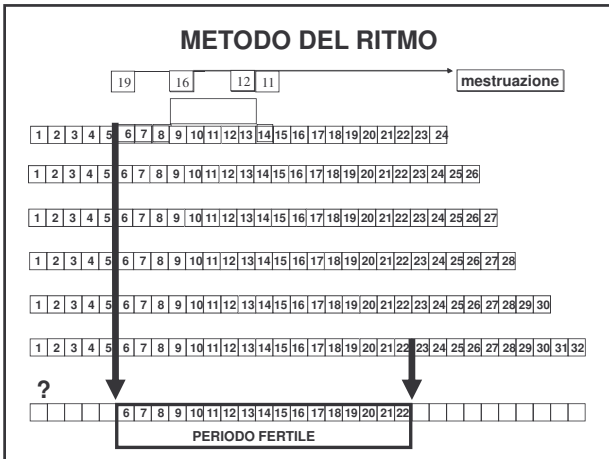 METODO DEL RITMO
19 16 12 11 mestruazione
1 2 3 4 5 6 7 8 9 10 11 12 13 14 15 16 17 18 19 20 21 22 23 24
1 2 3 4 5 6 7 8 9 10 11 12 13 14 15 16 17 18 19 20 21 22 23 24 25 26
1 2 3 4 5 6 7 8 9 10 11 12 13 14 15 16 17 18 19 20 21 22 23 24 25 26 27
1 2 3 4 5 6 7 8 9 10 11 12 13 14 15 16 17 18 19 20 21 22 23 24 25 26 27 28
1 2 3 4 5 6 7 8 9 10 11 12 13 14 15 16 17 18 19 20 21 22 23 24 25 26 27 28 29 30
1 2 3 4 5 6 7 8 9 10 11 12 13 14 15 16 17 18 19 20 21 22 23 24 25 26 27 28 29 30 31 32
?
6 7 8 9 10 11 12 13 14 15 16 17 18 19 20 21 22
PERIODO FERTILE